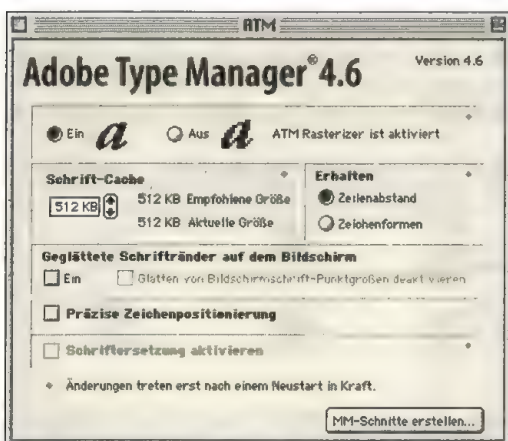 ATM
Adobe Type Manager® 4.6
Version 4.6
Ein a Aus a ATM Rasterizer ist aktiviert
Schrift-Cache
512 KB
512 KB Empfohlene Größe
512 KB Aktuelle Größe
Erhalten
Zeilenabstand
Zeichenformen
Geglättete Schriftränder auf dem Bildschirm
Ein Glätten von Bildschirmschrift-Punktgrößen deaktivieren
Präzise Zeichenpositionierung
Schriftersetzung aktivieren
Änderungen treten erst nach einem Neustart in Kraft.
MM-Schnitte erstellen...